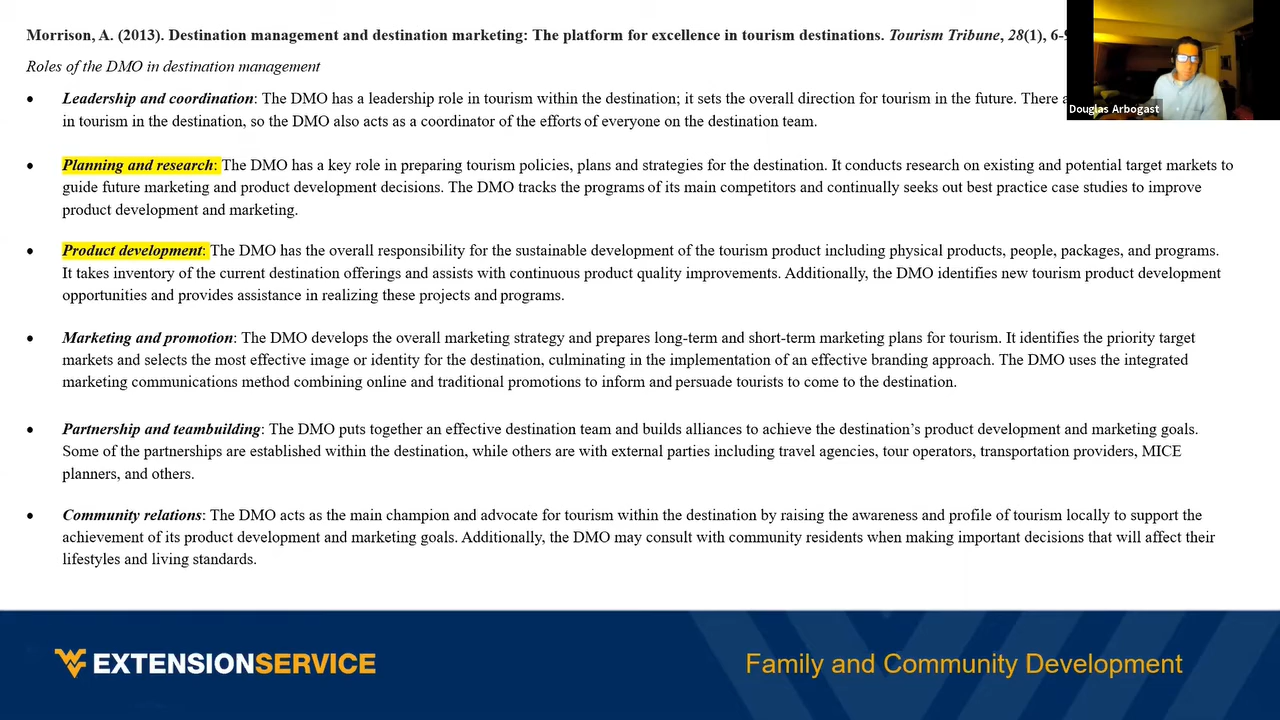 Morrison, A. (2013). Destination management and destination marketing: The platform for excellence in tourism destinations. Tourism Tribune, 28(1), 6-
Roles of the DMO in destination management
• Leadership and coordination: The DMO has a leadership role in tourism within the destination; it sets the overall direction for tourism in the future. There
in tourism in the destination, so the DMO also acts as a coordinator of the efforts of everyone on the destination team.
• Planning and research: The DMO has a key role in preparing tourism policies, plans and strategies for the destination. It conducts research on existing and potential target markets to
guide future marketing and product development decisions. The DMO tracks the programs of its main competitors and continually seeks out best practice case studies to improve
product development and marketing.
• Product development: The DMO has the overall responsibility for the sustainable development of the tourism product including physical products, people, packages, and programs.
It takes inventory of the current destination offerings and assists with continuous product quality improvements. Additionally, the DMO identifies new tourism product development
opportunities and provides assistance in realizing these projects and programs.
• Marketing and promotion: The DMO develops the overall marketing strategy and prepares long-term and short-term marketing plans for tourism. It identifies the priority target
markets and selects the most effective image or identity for the destination, culminating in the implementation of an effective branding approach. The DMO uses the integrated
marketing communications method combining online and traditional promotions to inform and persuade tourists to come to the destination.
• Partnership and teambuilding: The DMO puts together an effective destination team and builds alliances to achieve the destination’s product development and marketing goals.
Some of the partnerships are established within the destination, while others are with external parties including travel agencies, tour operators, transportation providers, MICE
planners, and others.
• Community relations: The DMO acts as the main champion and advocate for tourism within the destination by raising the awareness and profile of tourism locally to support the
achievement of its product development and marketing goals. Additionally, the DMO may consult with community residents when making important decisions that will affect their
lifestyles and living standards.
Douglas Arbogast
EXTENSIONSERVICE
Family and Community Development